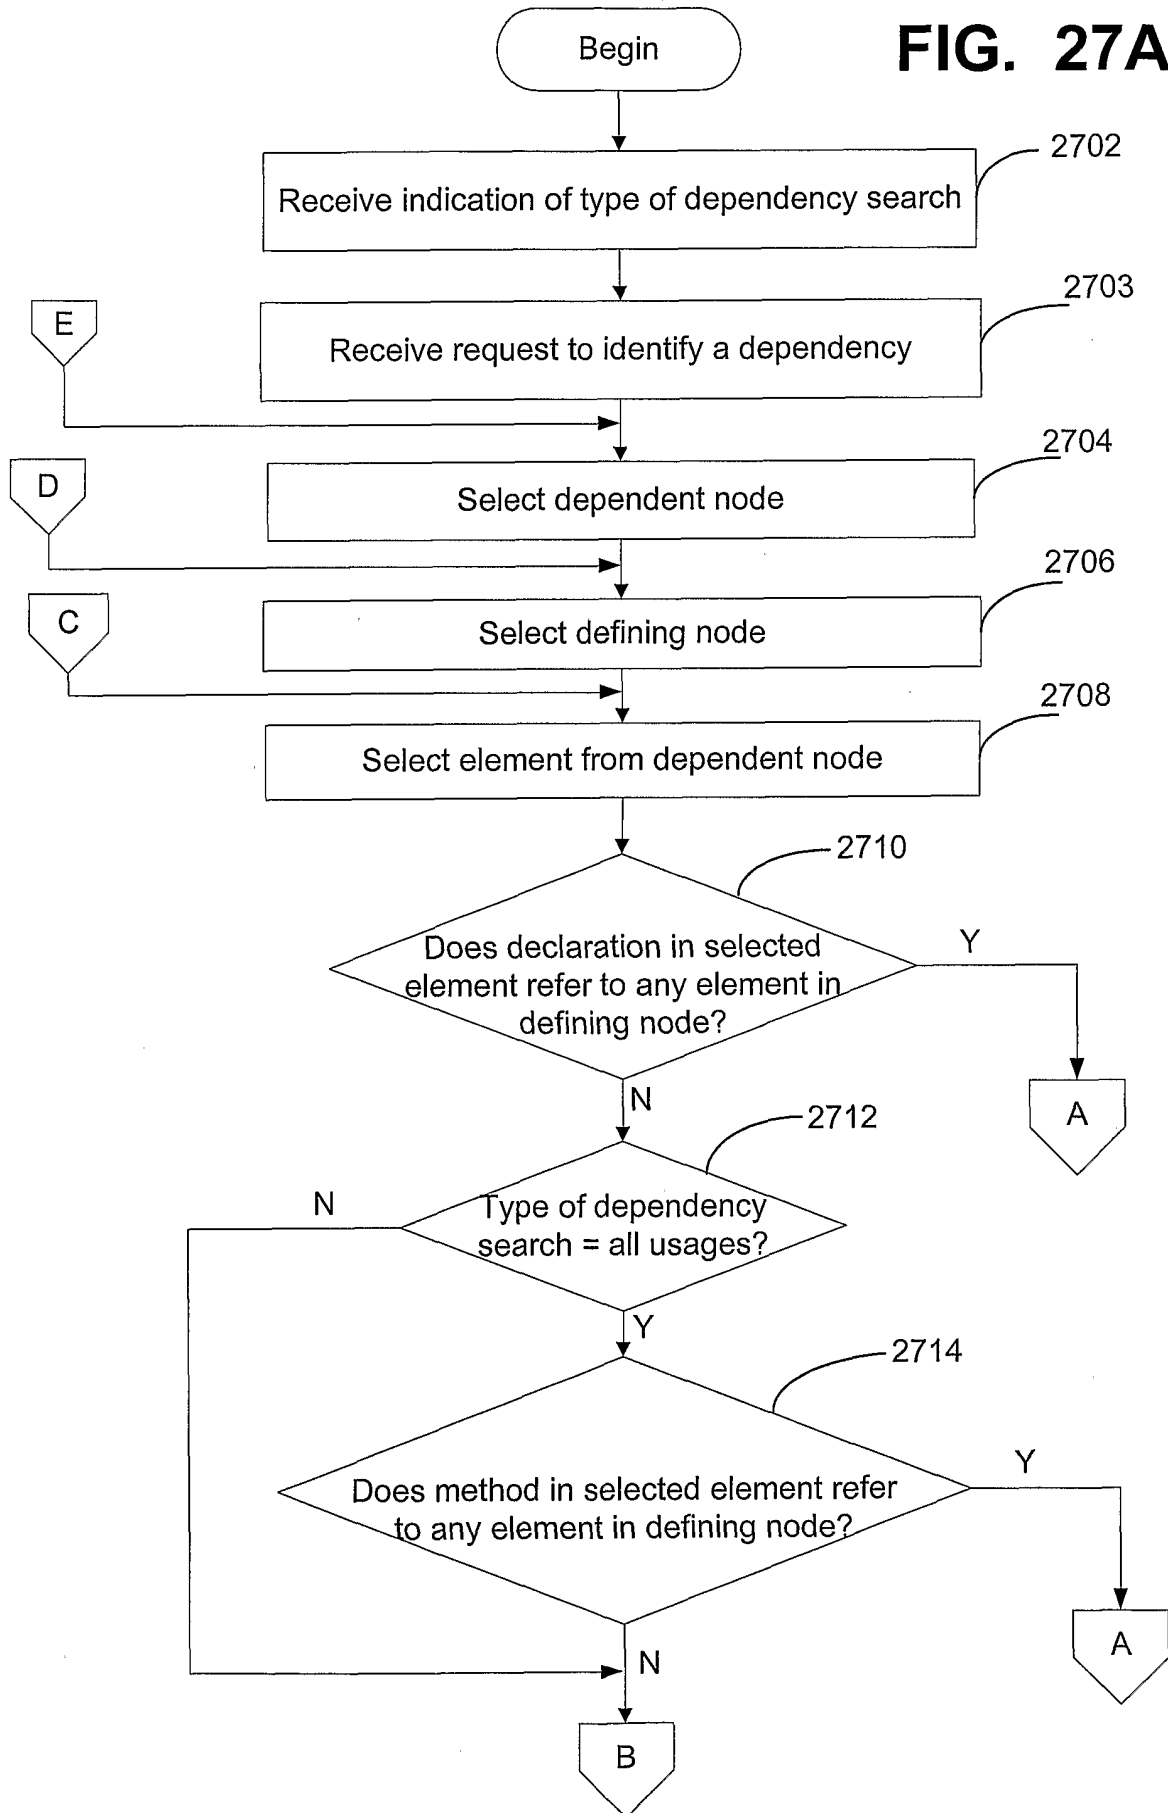 FIG. 27A
Begin
2702
Receive indication of type of dependency search
2703
E
Receive request to identify a dependency
2704
D
Select dependent node
2706
C
Select defining node
2708
Select element from dependent node
2710
Does declaration in selected
element refer to any element in
defining node?
Y
A
N
2712
N
Type of dependency
search = all usages?
Y
2714
Does method in selected element refer
to any element in defining node?
Y
A
N
B